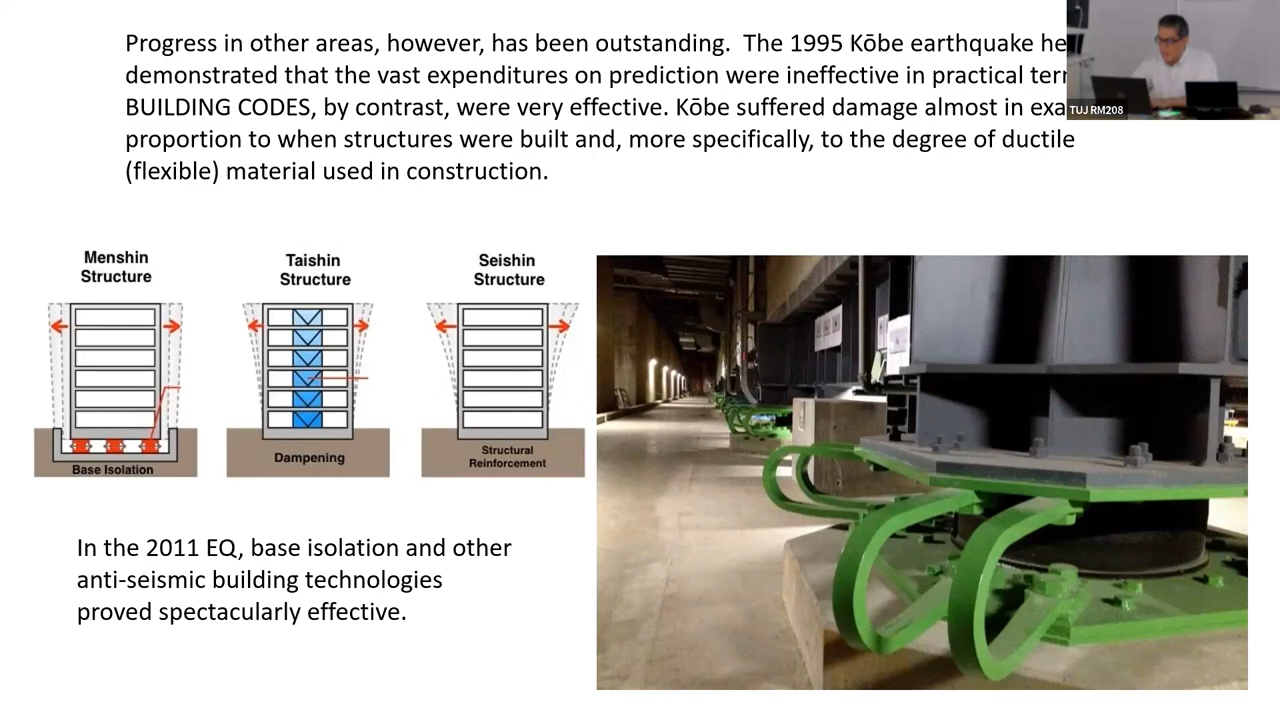 Progress in other areas, however, has been outstanding. The 1995 Kōbe earthquake
demonstrated that the vast expenditures on prediction were ineffective in practical
BUILDING CODES, by contrast, were very effective. Kōbe suffered damage almost in
proportion to when structures were built and, more specifically, to the degree of ductile
(flexible) material used in construction.
TUJ RM208
Menshin
Structure
Taishin
Structure
Seishin
Structure
Base Isolation
Dampening
Structural
Reinforcement
In the 2011 EQ, base isolation and other
anti-seismic building technologies
proved spectacularly effective.